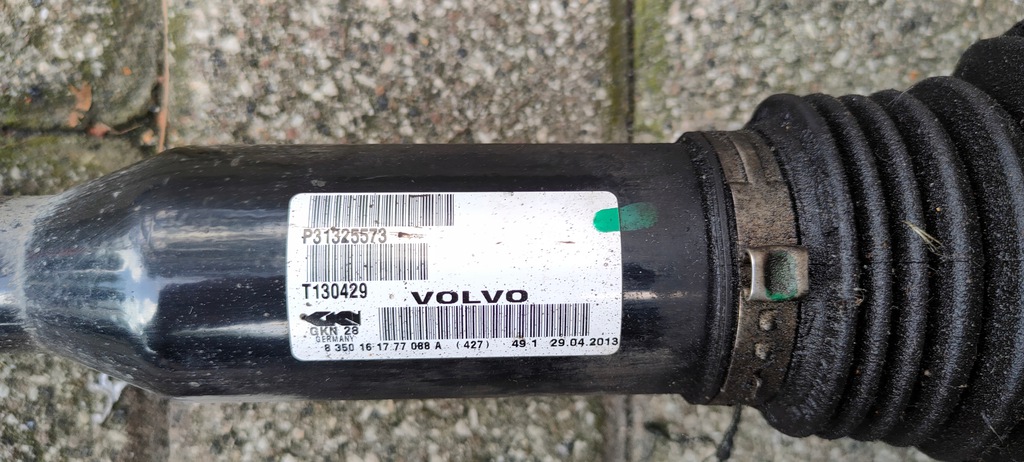 P31325573
T130429
VOLVO
GKN 28
GERMANY
8 350 16 17 77 088 A (427) 49-1 29.04.2013